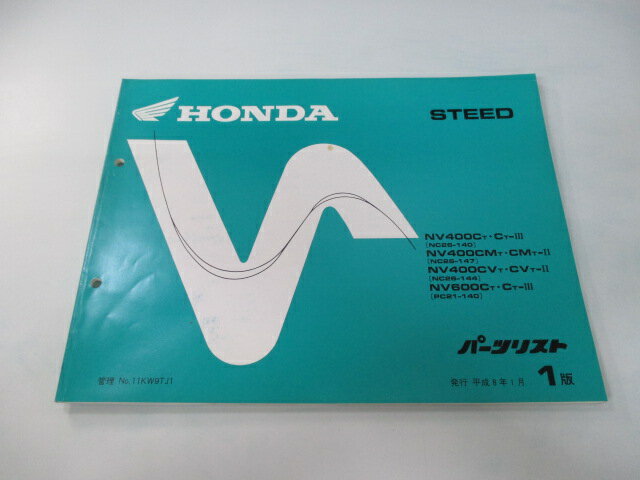 HONDA
STEED
NV400CT・CT-III
[NC26-140]
NV400CMT・CMT-II
[NC26-147]
NV400CVT・CVT-II
[NC26-144]
NV600CT・CT-III
[PC21-140]
パーツリスト
管理 No.11KW9TJ1
発行 平成8年1月
1版